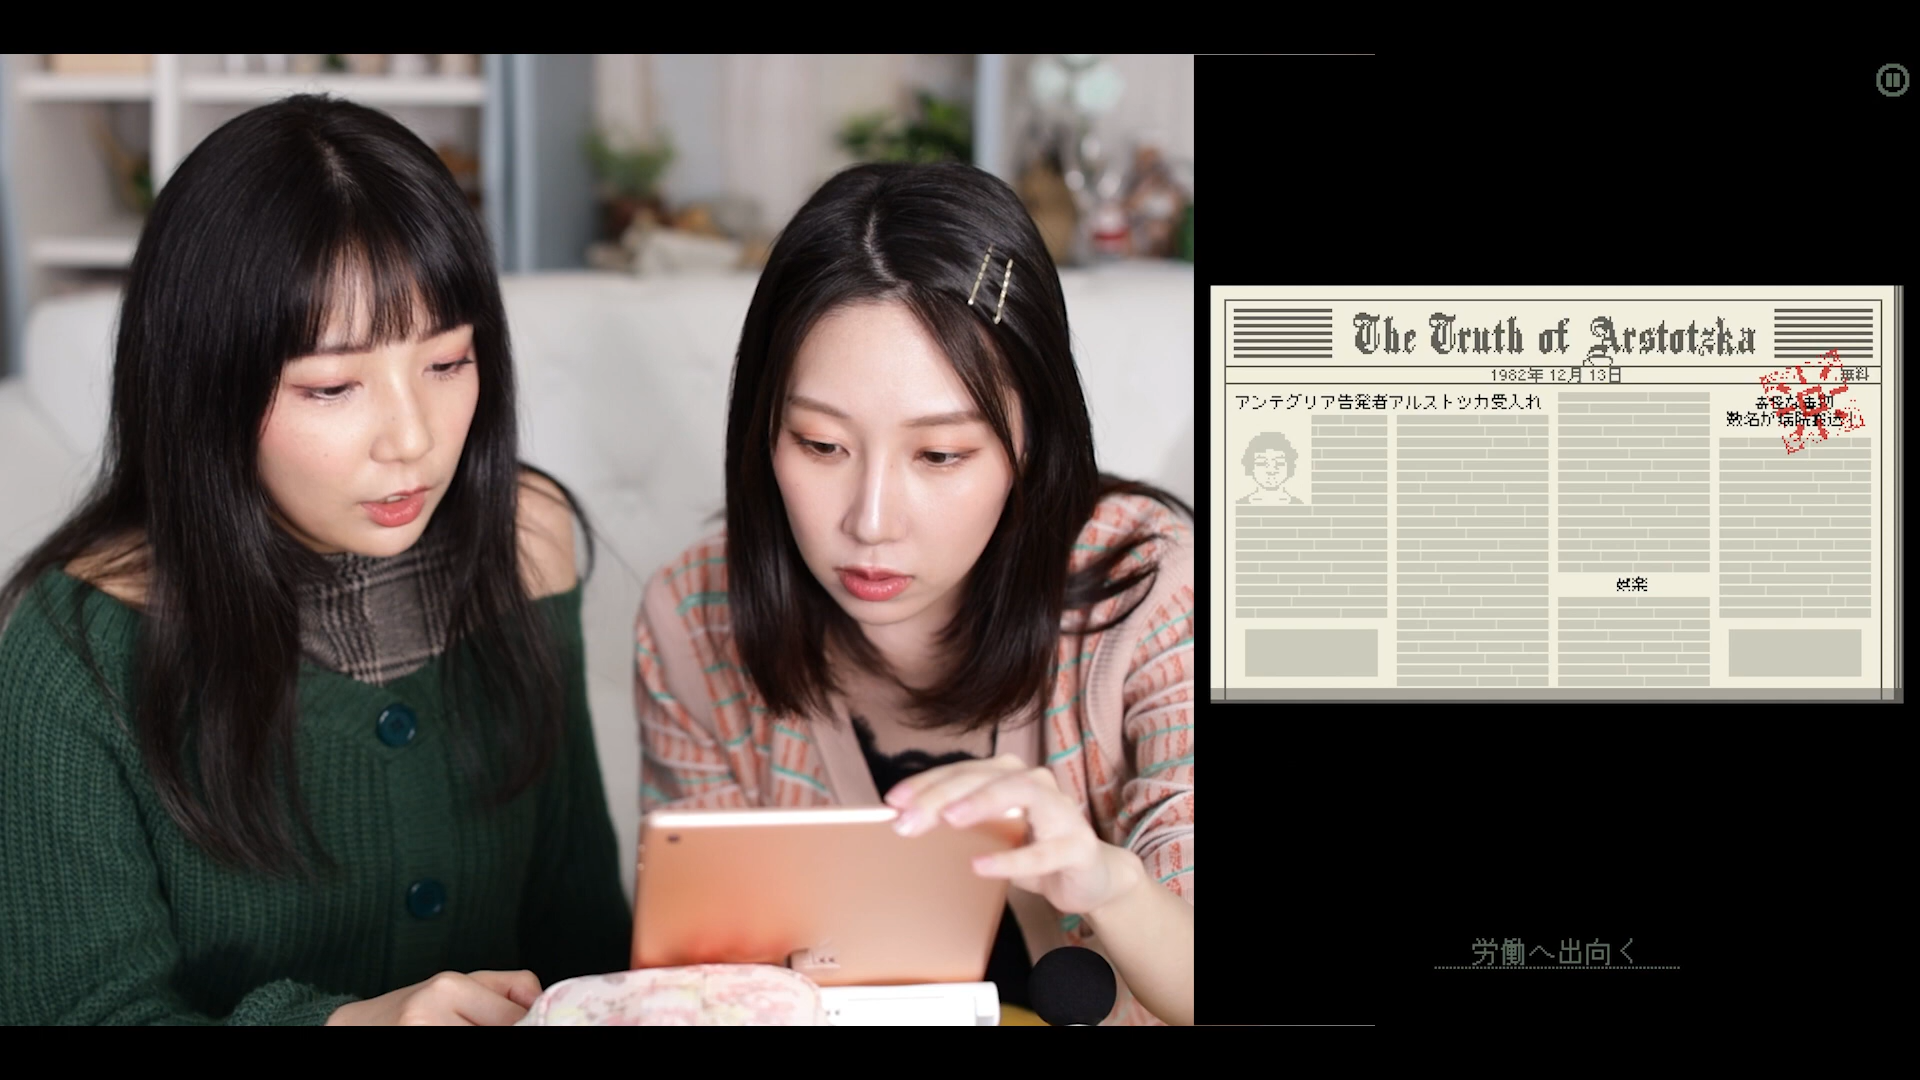 The Truth of Arstotzka
1982年 12月 13日
無料
アンテグリア告発者アルストツカ受入れ
奇怪な毒物
数名が病院搬送
娯楽
労働へ出向く